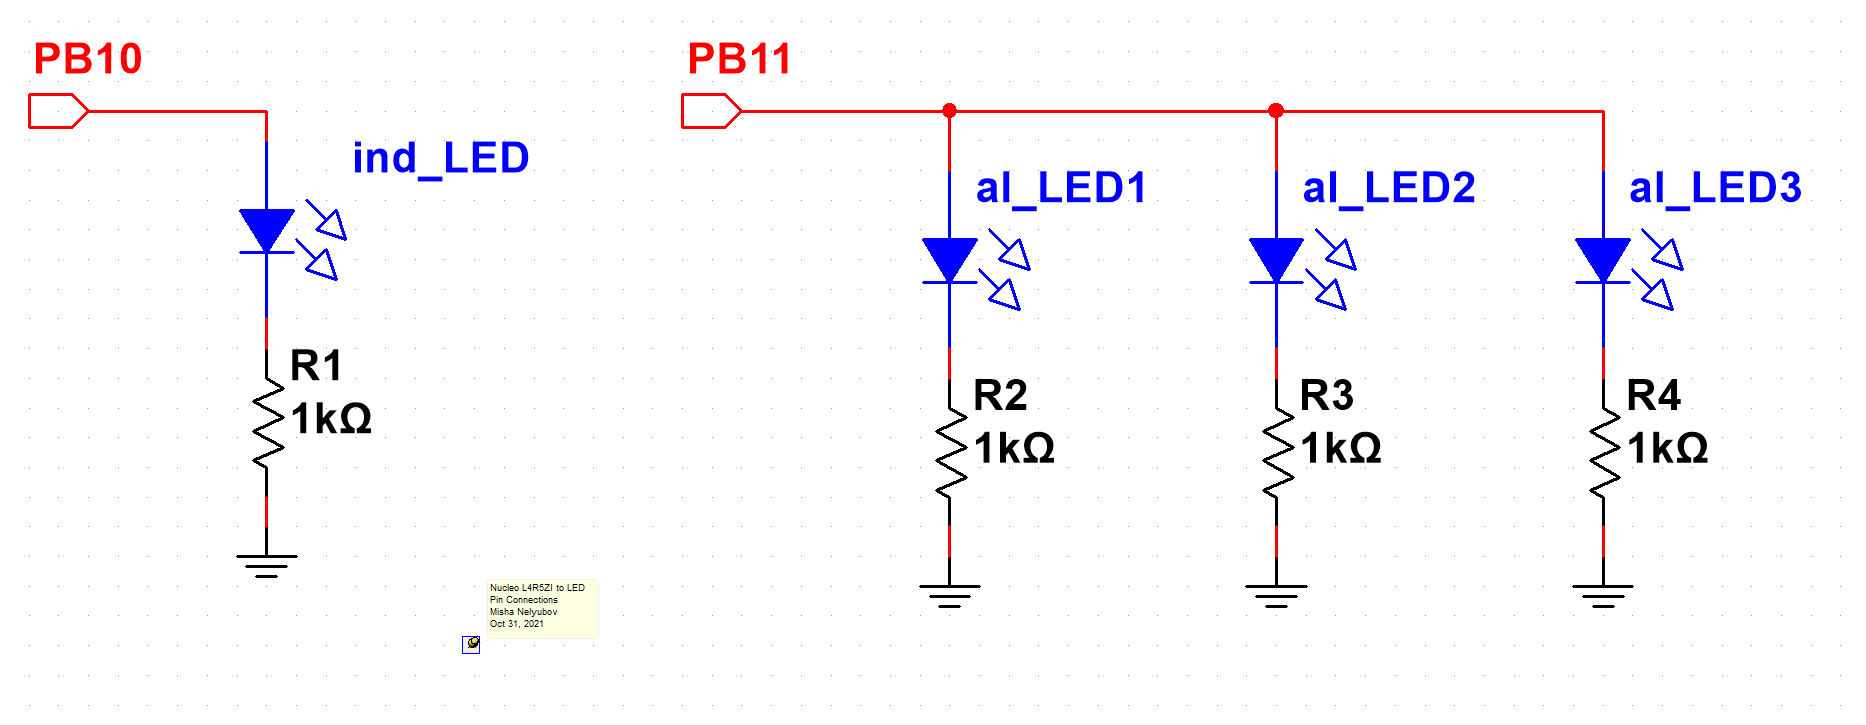 PB10
PB11
ind_LED
al_LED1
al_LED2
al_LED3
R1
1kΩ
R2
1kΩ
R3
1kΩ
R4
1kΩ
Nucleo L4R5ZI to LED
Pin Connections
Misha Nelyubov
Oct 31, 2021